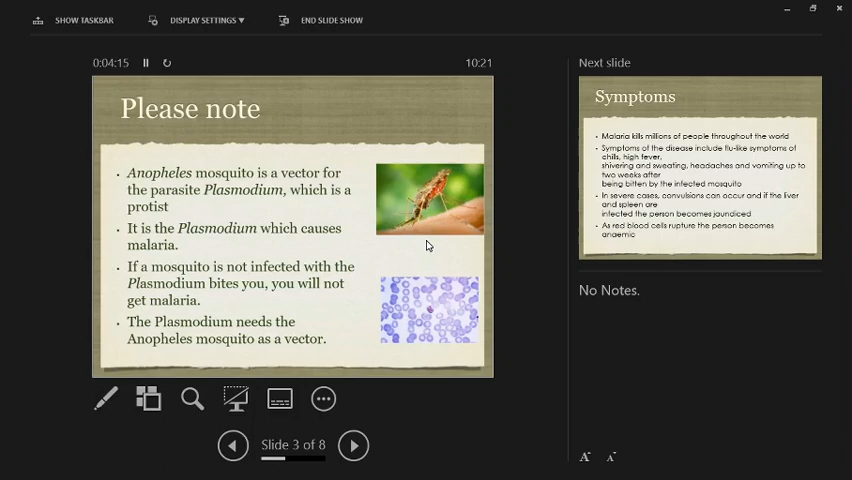 SHOW TASKBAR
DISPLAY SETTINGS ▼
END SLIDE SHOW
0:04:15
10:21
Please note
• Anopheles mosquito is a vector for
the parasite Plasmodium, which is a
protist
• It is the Plasmodium which causes
malaria.
• If a mosquito is not infected with the
Plasmodium bites you, you will not
get malaria.
• The Plasmodium needs the
Anopheles mosquito as a vector.
Slide 3 of 8
Next slide
Symptoms
• Malaria kills millions of people throughout the world
• Symptoms of the disease include flu-like symptoms of
chills, high fever,
shivering and sweating, headaches and vomiting up to
two weeks after
being bitten by the infected mosquito
• In severe cases, convulsions can occur and if the liver
and spleen are
infected the person becomes jaundiced
• As red blood cells rupture the person becomes
anaemic
No Notes.
A A